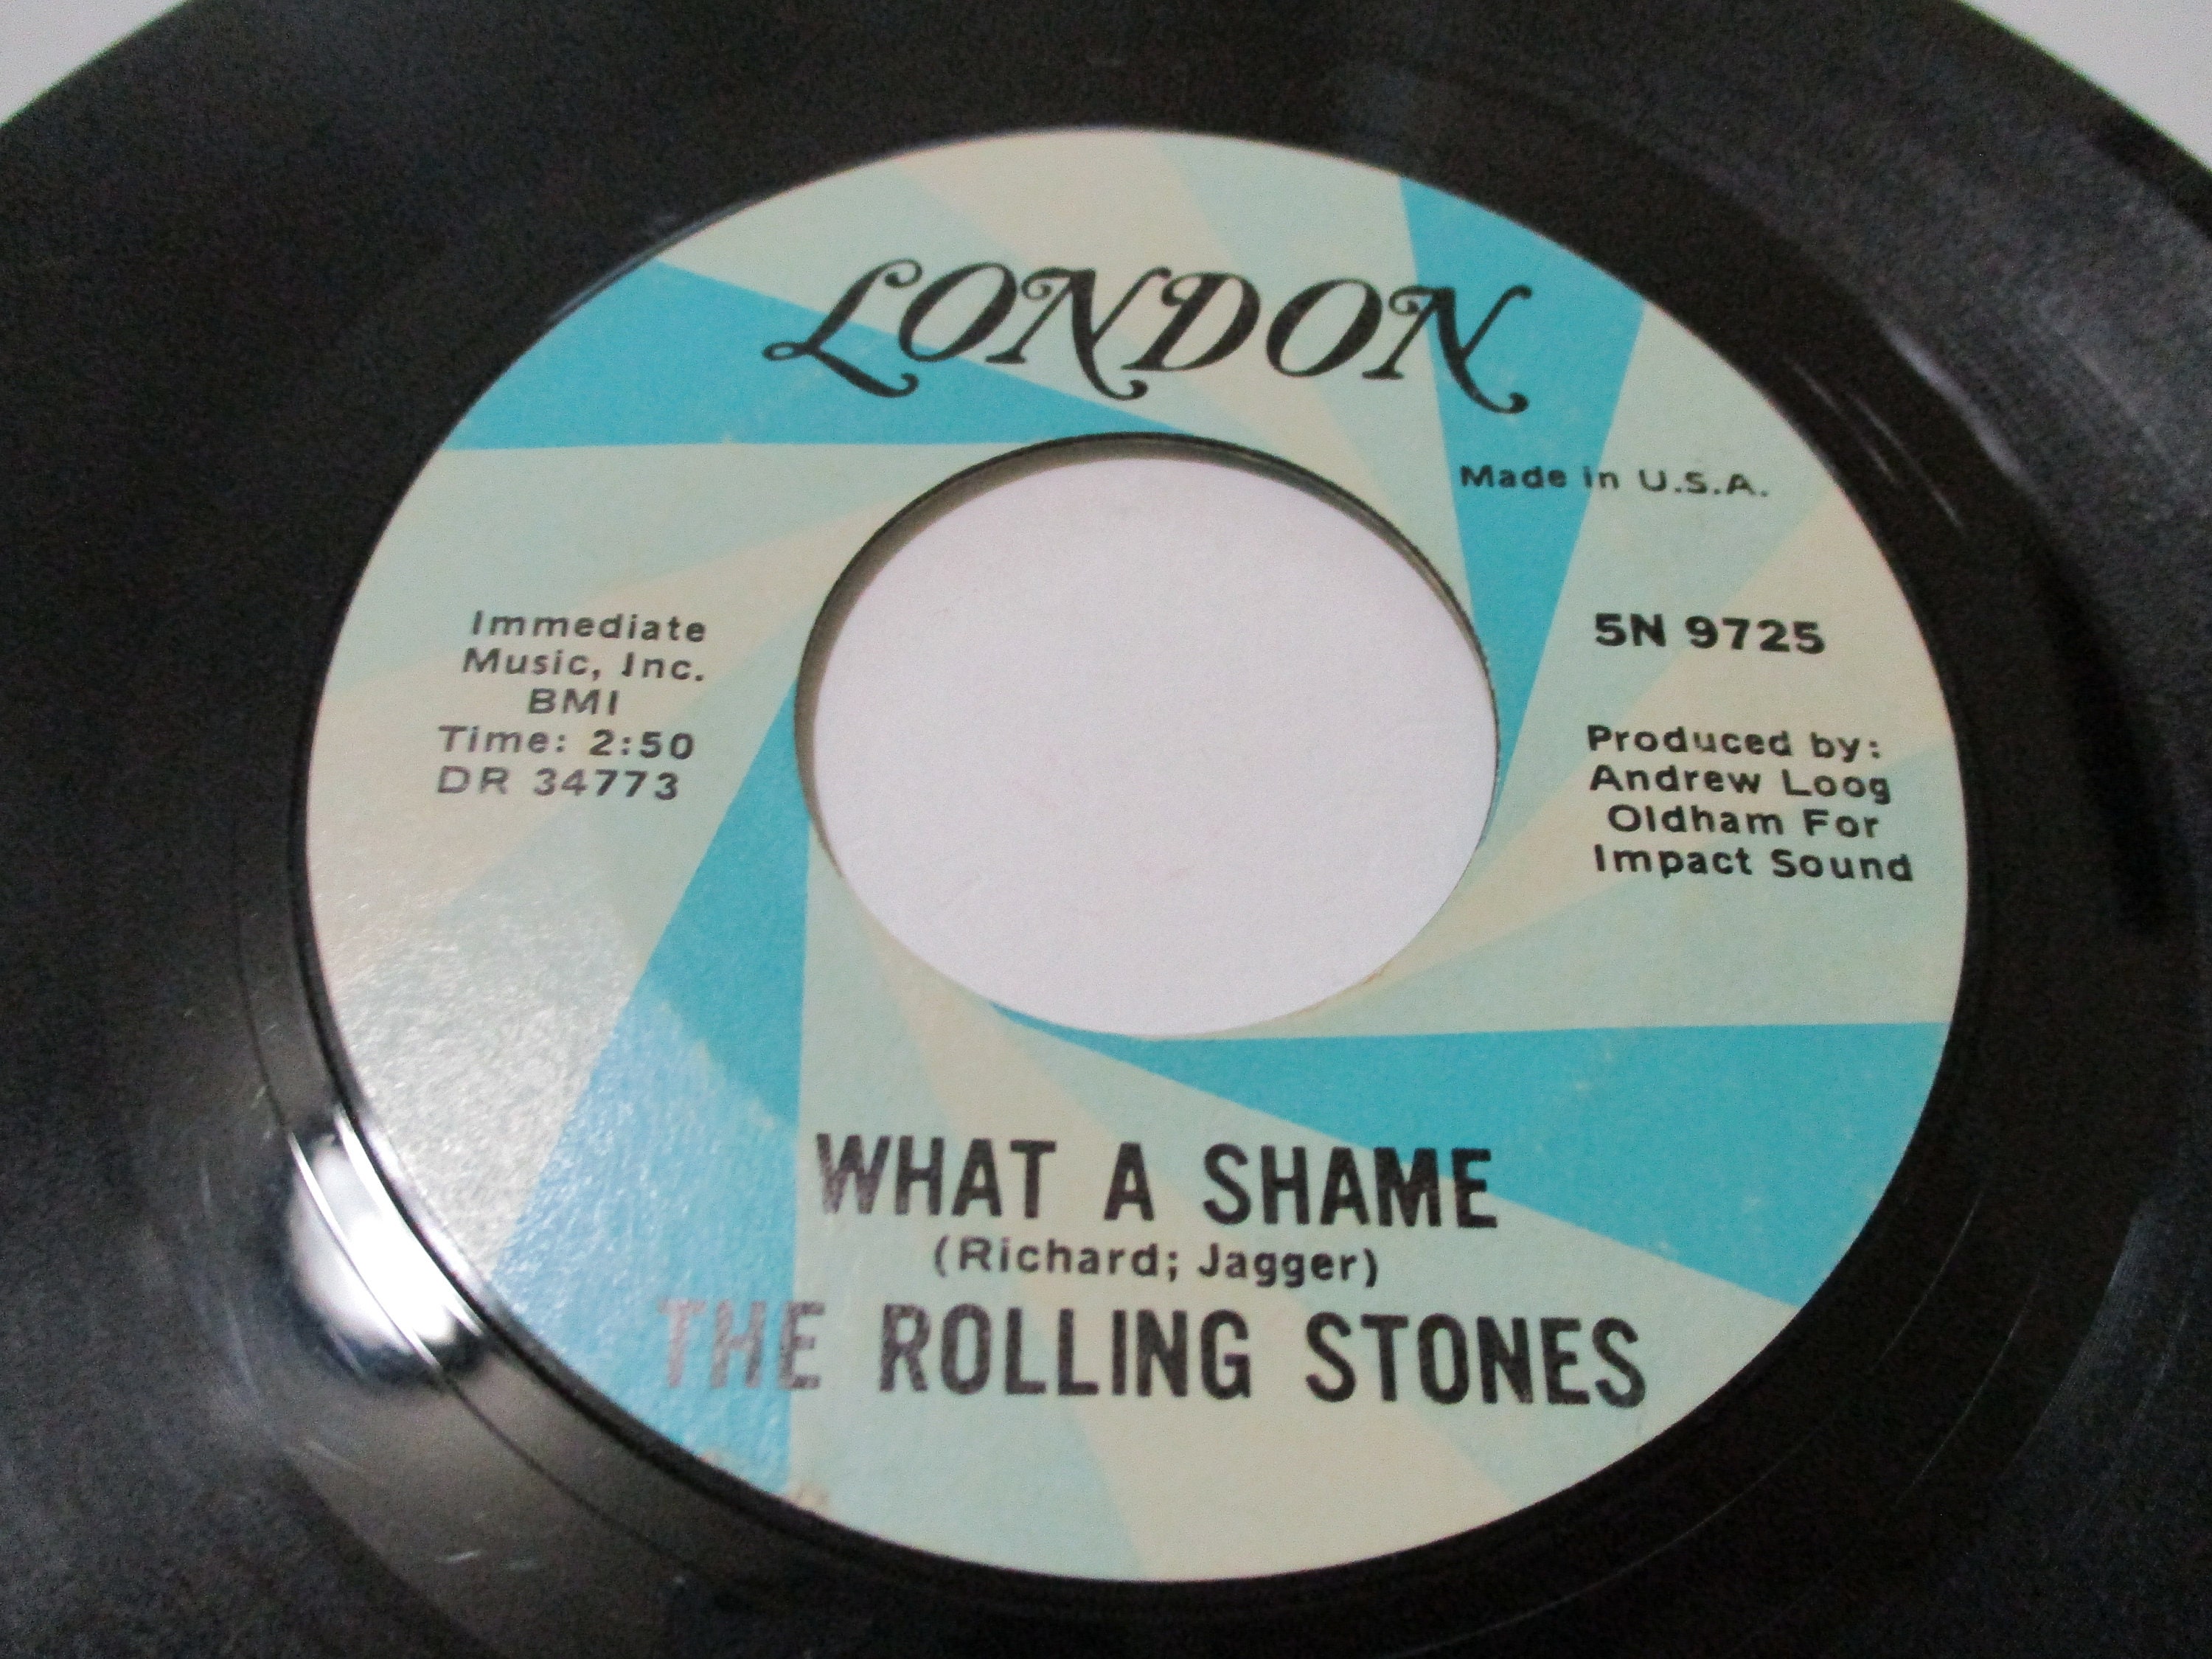 LONDON
Made in U.S.A.
Immediate
Music, Inc.
BMI
Time: 2:50
DR 34773
5N 9725
Produced by:
Andrew Loog
Oldham For
Impact Sound
WHAT A SHAME
(Richard; Jagger)
THE ROLLING STONES